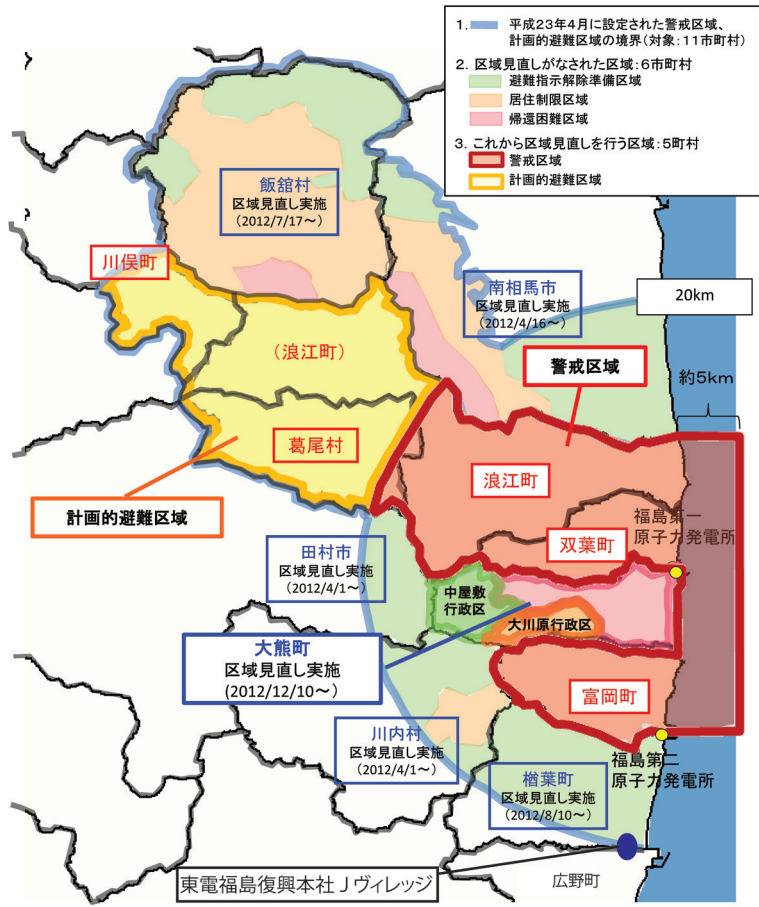 1. 平成23年4月に設定された警戒区域、
計画的避難区域の境界(対象:11市町村)
2. 区域見直しがなされた区域:6市町村
避難指示解除準備区域
居住制限区域
帰還困難区域
3. これから区域見直しを行う区域:5町村
警戒区域
計画的避難区域
飯舘村
区域見直し実施
(2012/7/17~)
川俣町
南相馬市
区域見直し実施
(2012/4/16~)
20km
(浪江町)
警戒区域
約5km
葛尾村
浪江町
計画的避難区域
福島第一
原子力発電所
双葉町
田村市
区域見直し実施
(2012/4/1~)
中屋敷
行政区
大川原行政区
大熊町
区域見直し実施
(2012/12/10~)
富岡町
川内村
区域見直し実施
(2012/4/1~)
福島第二
原子力発電所
楢葉町
区域見直し実施
(2012/8/10~)
東電福島復興本社Jヴィレッジ
広野町